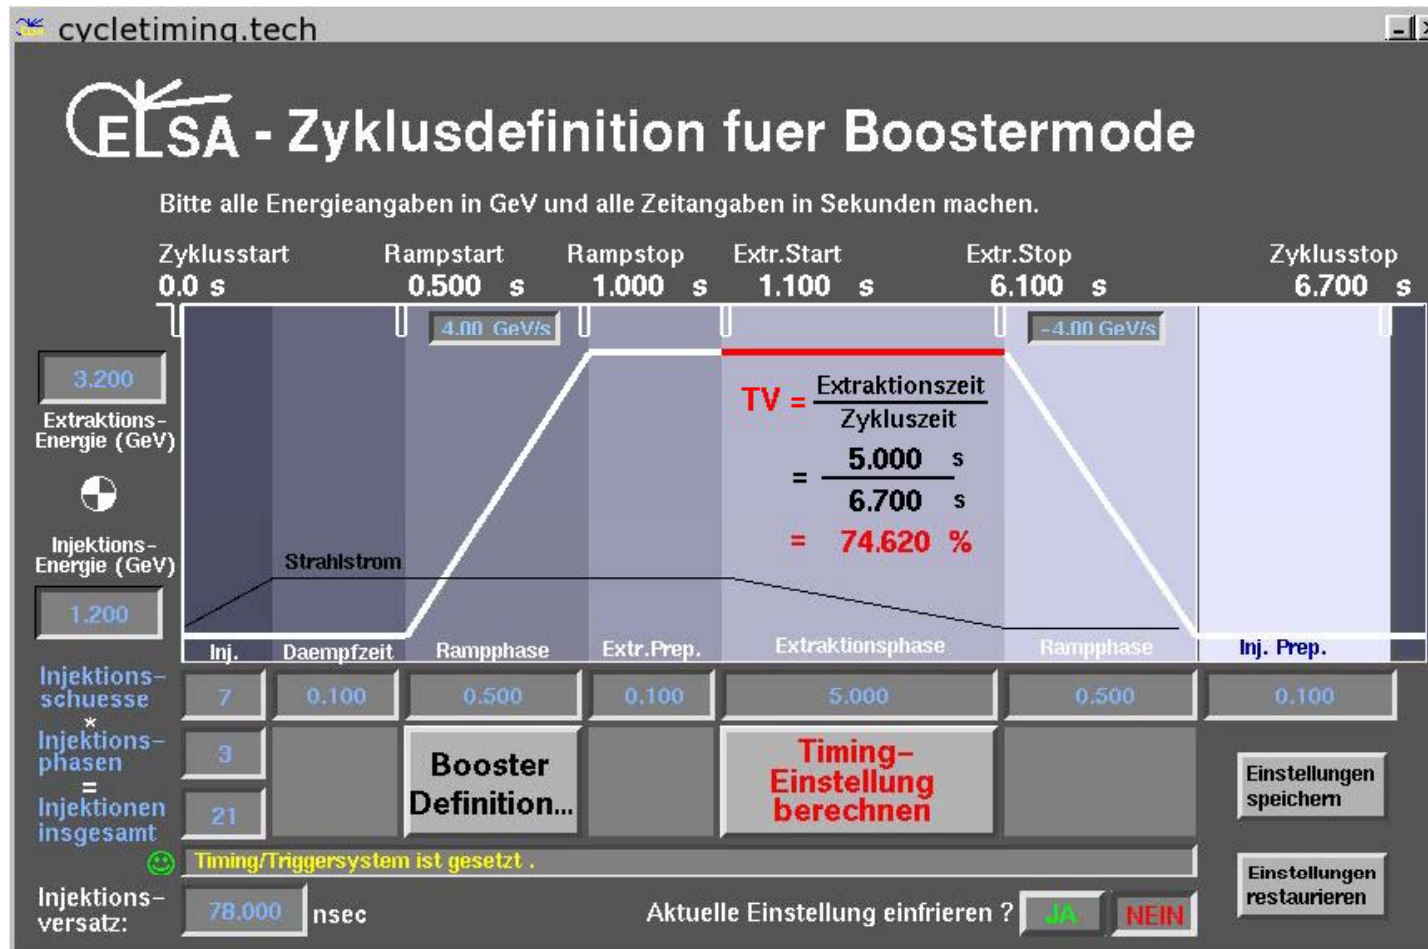 cycletiming.tech
ELSA - Zyklusdefinition fuer Boostermode
Bitte alle Energieangaben in GeV und alle Zeitangaben in Sekunden machen.
Zyklusstart Rampstart Rampstop Extr.Start Extr.Stop Zyklusstop
0.0 s 0.500 s 1.000 s 1.100 s 6.100 s 6.700 s
4.00 GeV/s -4.00 GeV/s
3.200
Extraktions-
Energie (GeV)
TV = Extraktionszeit
Zykluszeit
= 5.000 s
6.700 s
= 74.620 %
Injektions-
Energie (GeV)
1.200
Strahlstrom
Inj. Daempfzeit Rampphase Extr.Prep. Extraktionsphase Rampphase Inj. Prep.
Injektions-
schuesse
7 0.100 0.500 0.100 5.000 0.500 0.100
*
Injektions-
phasen
3
=
Injektionen
insgesamt
21
Booster
Definition...
Timing-
Einstellung
berechnen
Einstellungen
speichern
Timing/Triggersystem ist gesetzt .
Einstellungen
restaurieren
Injektions-
versatz:
78.000 nsec
Aktuelle Einstellung einfrieren ? JA NEIN